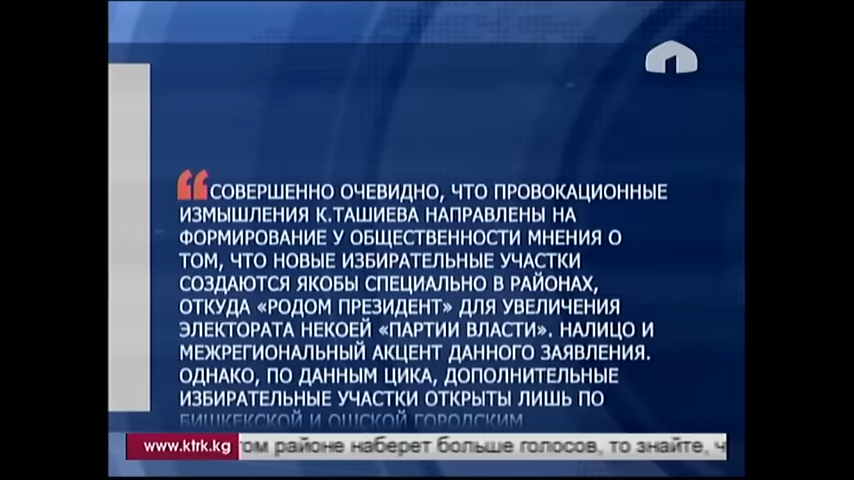 СОВЕРШЕННО ОЧЕВИДНО, ЧТО ПРОВОКАЦИОННЫЕ
ИЗМЫШЛЕНИЯ К.ТАШИЕВА НАПРАВЛЕНЫ НА
ФОРМИРОВАНИЕ У ОБЩЕСТВЕННОСТИ МНЕНИЯ О
ТОМ, ЧТО НОВЫЕ ИЗБИРАТЕЛЬНЫЕ УЧАСТКИ
СОЗДАЮТСЯ ЯКОБЫ СПЕЦИАЛЬНО В РАЙОНАХ,
ОТКУДА «РОДОМ ПРЕЗИДЕНТ» ДЛЯ УВЕЛИЧЕНИЯ
ЭЛЕКТОРАТА НЕКОЕЙ «ПАРТИИ ВЛАСТИ». НАЛИЦО И
МЕЖРЕГИОНАЛЬНЫЙ АКЦЕНТ ДАННОГО ЗАЯВЛЕНИЯ.
ОДНАКО, ПО ДАННЫМ ЦИКА, ДОПОЛНИТЕЛЬНЫЕ
ИЗБИРАТЕЛЬНЫЕ УЧАСТКИ ОТКРЫТЫ ЛИШЬ ПО
БИШКЕКСКОЙ И ОШСКОЙ ГОРОДСКИМ
www.ktrk.kg том районе наберет больше голосов, то знайте, ч